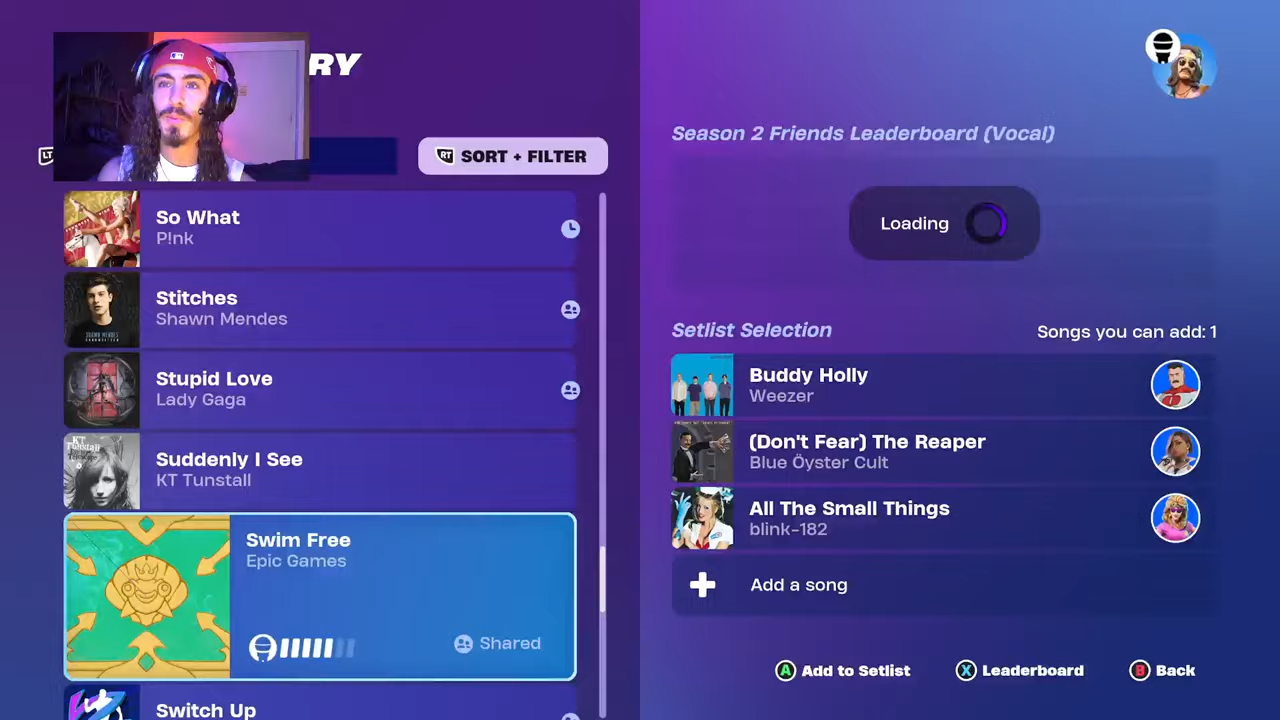 RY
LT
RT SORT + FILTER
So What
P!nk
Stitches
Shawn Mendes
Stupid Love
Lady Gaga
Suddenly I See
KT Tunstall
Swim Free
Epic Games
Shared
Switch Up
Season 2 Friends Leaderboard (Vocal)
Loading
Setlist Selection
Songs you can add: 1
Buddy Holly
Weezer
(Don't Fear) The Reaper
Blue Öyster Cult
All The Small Things
blink-182
Add a song
A Add to Setlist
X Leaderboard
B Back